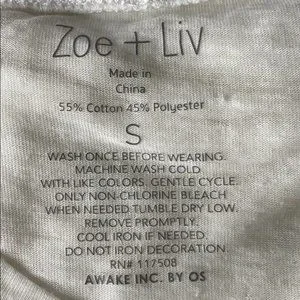 Zoe + Liv
Made in
China
55% Cotton 45% Polyester
S
WASH ONCE BEFORE WEARING.
MACHINE WASH COLD
WITH LIKE COLORS. GENTLE CYCLE.
ONLY NON-CHLORINE BLEACH
WHEN NEEDED. TUMBLE DRY LOW.
REMOVE PROMPTLY.
COOL IRON IF NEEDED.
DO NOT IRON DECORATION.
RN# 117508
AWAKE INC. BY OS